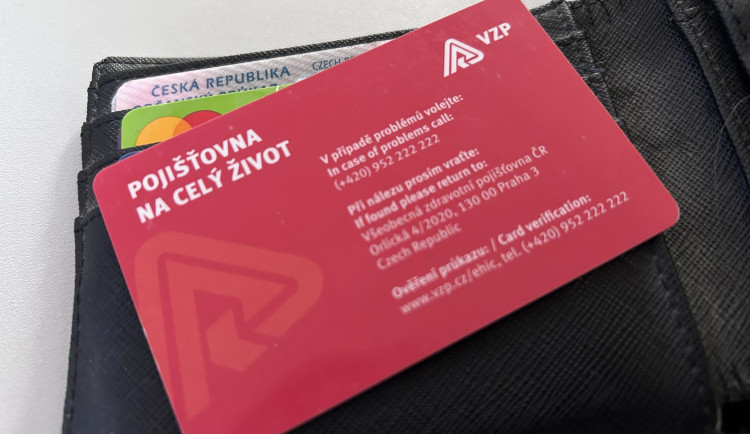 ČESKÁ REPUBLIKA
CZECH
OBČANSKÝ PRŮKAZ
VZP
POJIŠŤOVNA
NA CELÝ ŽIVOT
V případě problémů volejte:
In case of problems call:
(+420) 952 222 222
Při nálezu prosím vraťte:
If found please return to:
Všeobecná zdravotní pojišťovna ČR
Orlická 4/2020, 130 00 Praha 3
Czech Republic
Ověření průkazu: / Card verification:
www.vzp.cz/ehic, tel. (+420) 952 222 222